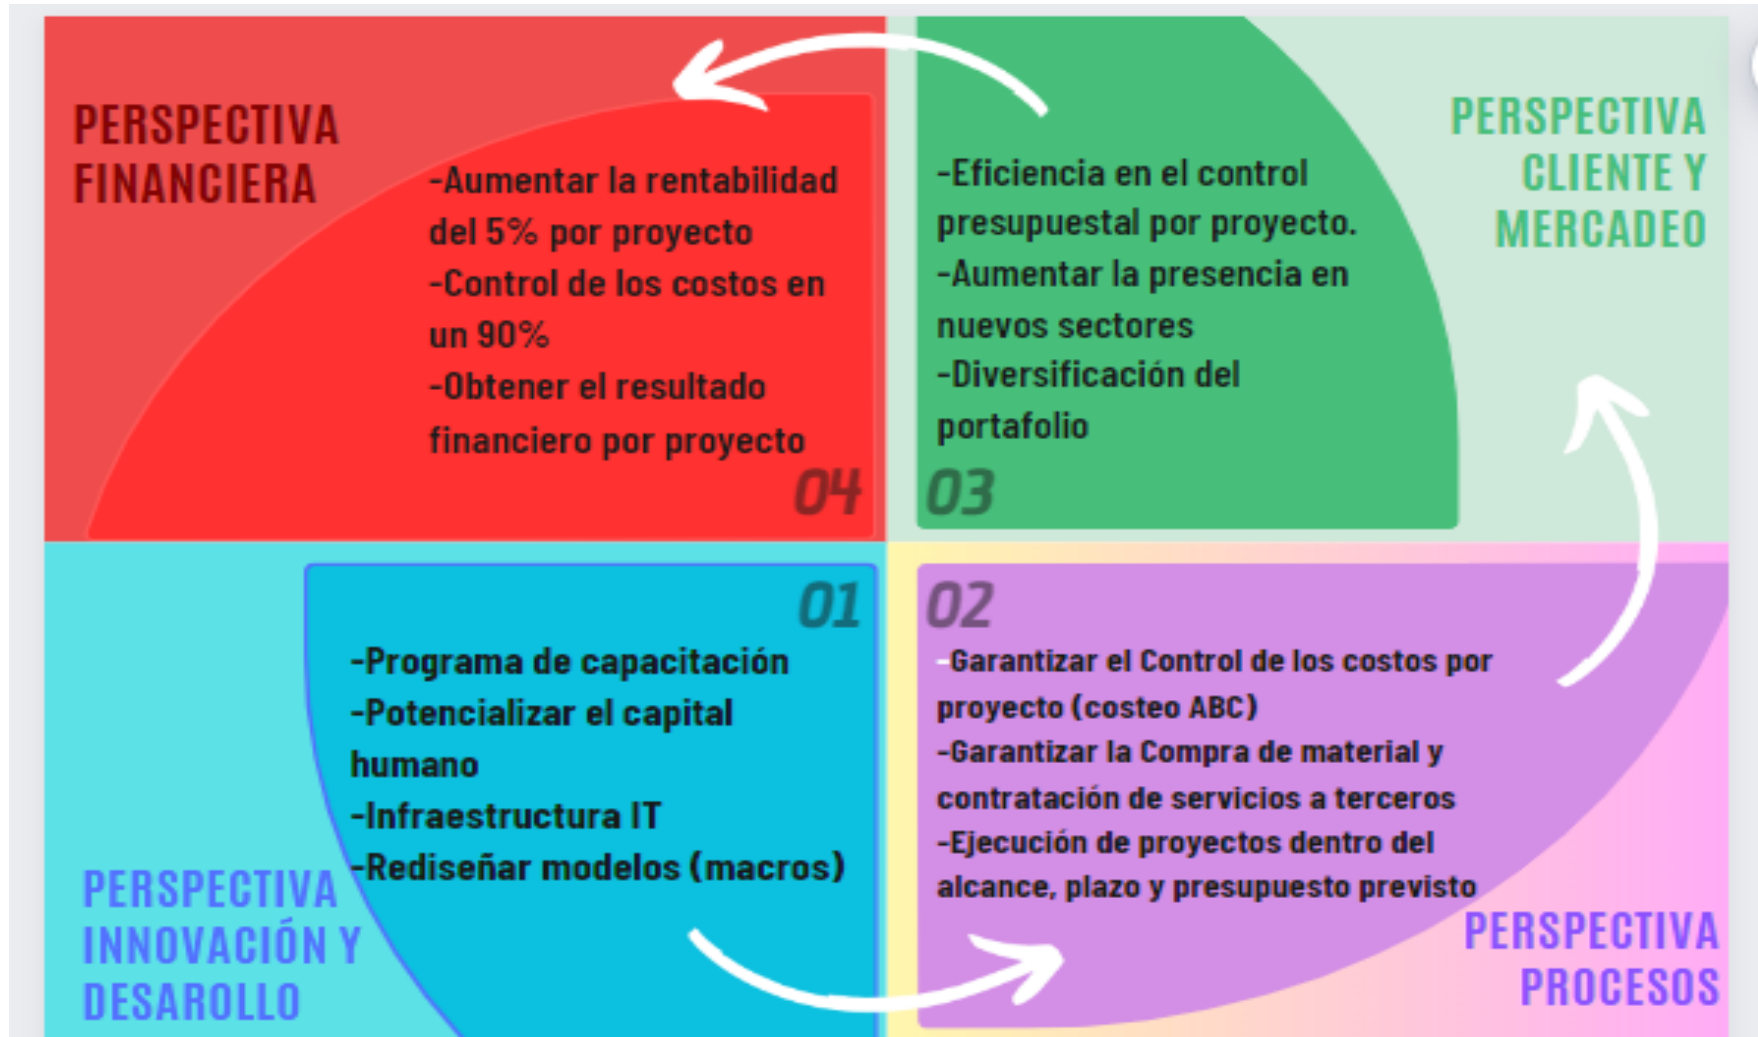 PERSPECTIVA
FINANCIERA
-Aumentar la rentabilidad
del 5% por proyecto
-Control de los costos en
un 90%
-Obtener el resultado
financiero por proyecto
04
PERSPECTIVA
CLIENTE Y
MERCADEO
-Eficiencia en el control
presupuestal por proyecto.
-Aumentar la presencia en
nuevos sectores
-Diversificación del
portafolio
03
01
-Programa de capacitación
-Potencializar el capital
humano
-Infraestructura IT
-Rediseñar modelos (macros)
PERSPECTIVA
INNOVACIÓN Y
DESAROLLO
02
-Garantizar el Control de los costos por
proyecto (costeo ABC)
-Garantizar la Compra de material y
contratación de servicios a terceros
-Ejecución de proyectos dentro del
alcance, plazo y presupuesto previsto
PERSPECTIVA
PROCESOS